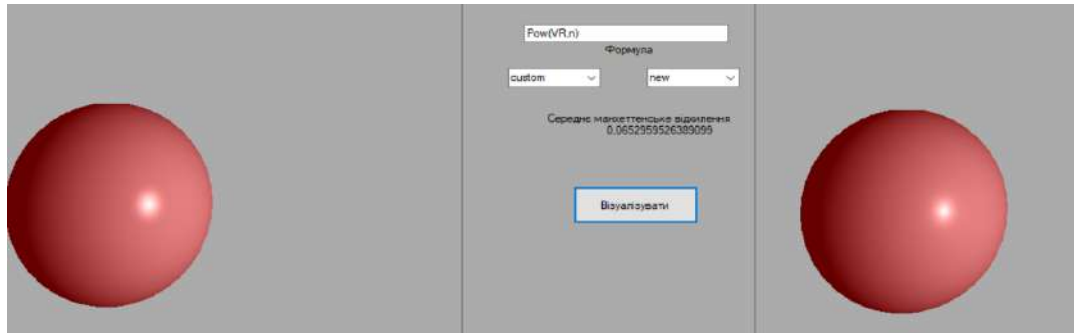 Pow(VR,n)
Формула
custom
new
Середнє манхеттенське відхилення
0.0652959526389099
Візуалізувати